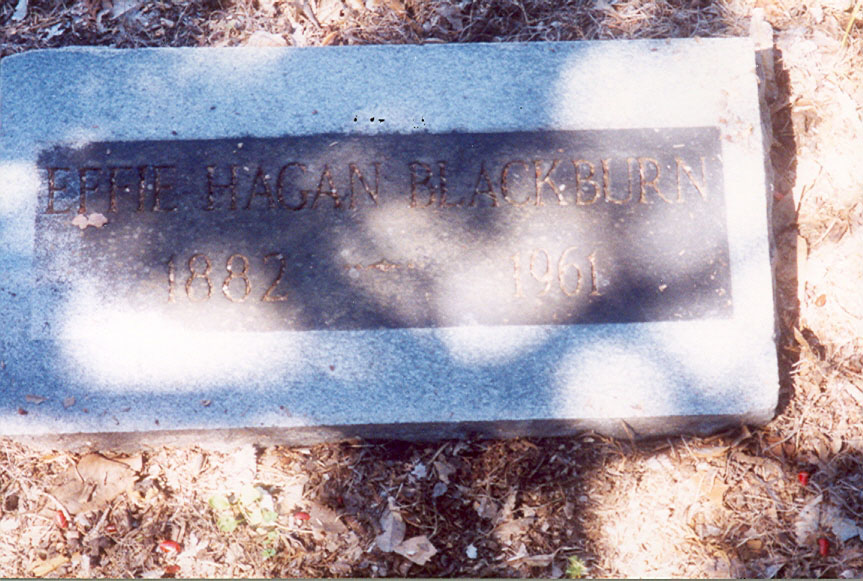 EFFIE HAGAN BLACKBURN
1882 — 1961